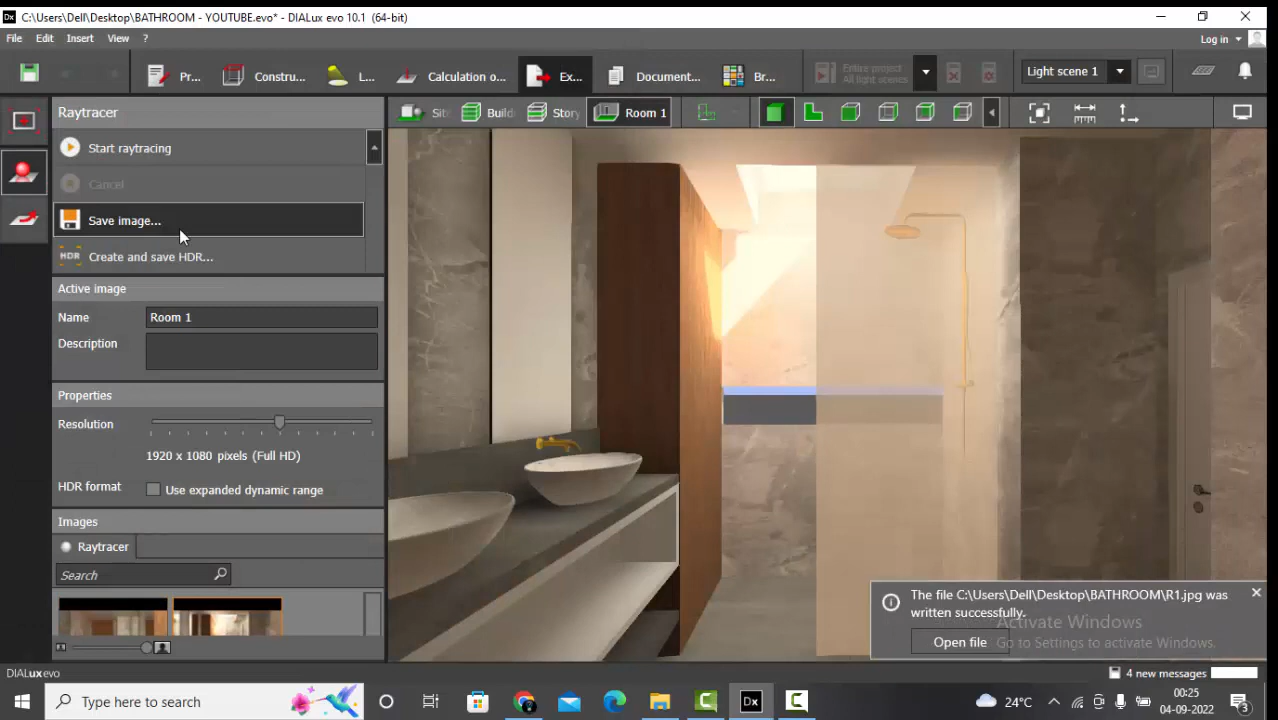 C:\Users\Dell\Desktop\BATHROOM - YOUTUBE.evo* - DIALux evo 10.1 (64-bit)
File Edit Insert View ?
Log in
Pr... Constru... L... Calculation o... Ex... Document... Br... Entire project
All light scenes
Light scene 1
Raytracer
Sit Build Story Room 1
Start raytracing
Cancel
Save image...
HDR Create and save HDR...
Active image
Name Room 1
Description
Properties
Resolution
1920 x 1080 pixels (Full HD)
HDR format Use expanded dynamic range
Images
Raytracer
Search
The file C:\Users\Dell\Desktop\BATHROOM\R1.jpg was
written successfully.
Open file
Activate Windows
Go to Settings to activate Windows.
DIALux evo
4 new messages
Type here to search
Dx
24°C
00:25
04-09-2022
3